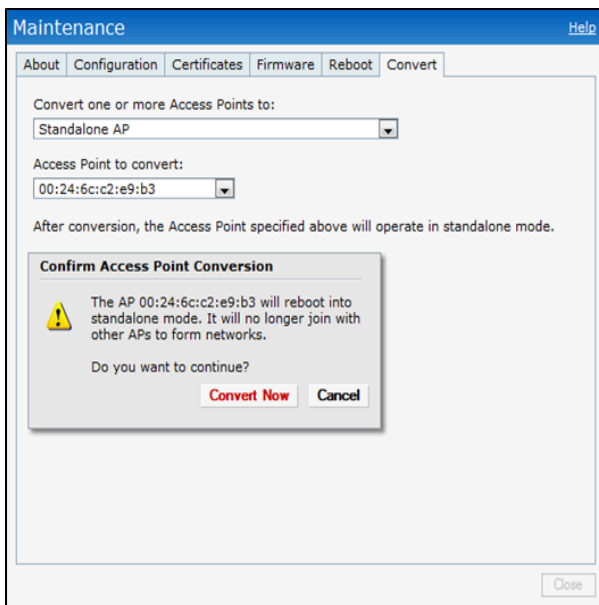 Maintenance
Help
About Configuration Certificates Firmware Reboot Convert
Convert one or more Access Points to:
Standalone AP
Access Point to convert:
00:24:6c:c2:e9:b3
After conversion, the Access Point specified above will operate in standalone mode.
Confirm Access Point Conversion
The AP 00:24:6c:c2:e9:b3 will reboot into
standalone mode. It will no longer join with
other APs to form networks.
Do you want to continue?
Convert Now Cancel
Close